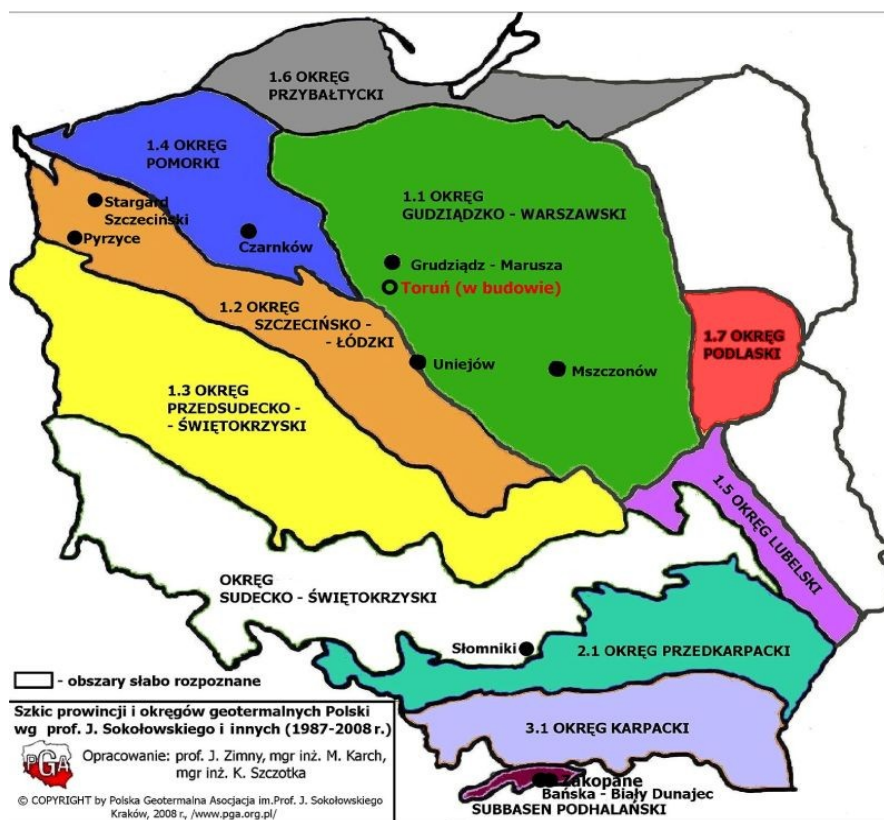 1.6 OKRĘG
PRZYBAŁTYCKI
1.4 OKRĘG
POMORKI
1.1 OKRĘG
GUDZIĄDZKO - WARSZAWSKI
Stargard
Szczeciński
Pyrzyce
Czarnków
Grudziądz - Marusza
Toruń (w budowie)
1.2 OKRĘG
SZCZECIŃSKO -
- ŁÓDZKI
1.7 OKRĘG
PODLASKI
Uniejów
Mszczonów
1.3 OKRĘG
PRZEDSUDECKO -
- ŚWIĘTOKRZYSKI
1.5 OKRĘG LUBELSKI
OKRĘG
SUDECKO - ŚWIĘTOKRZYSKI
Słomniki
2.1 OKRĘG PRZEDKARPACKI
- obszary słabo rozpoznane
3.1 OKRĘG KARPACKI
Zakopane
Bańska - Biały Dunajec
SUBBASEN PODHALAŃSKI
Szkic prowincji i okręgów geotermalnych Polski
wg prof. J. Sokołowskiego i innych (1987-2008 r.)
PGA
Opracowanie: prof. J. Zimny, mgr inż. M. Karch,
mgr inż. K. Szczotka
© COPYRIGHT by Polska Geotermalna Asocjacja im.Prof. J. Sokołowskiego
Kraków, 2008 r., /www.pga.org.pl/